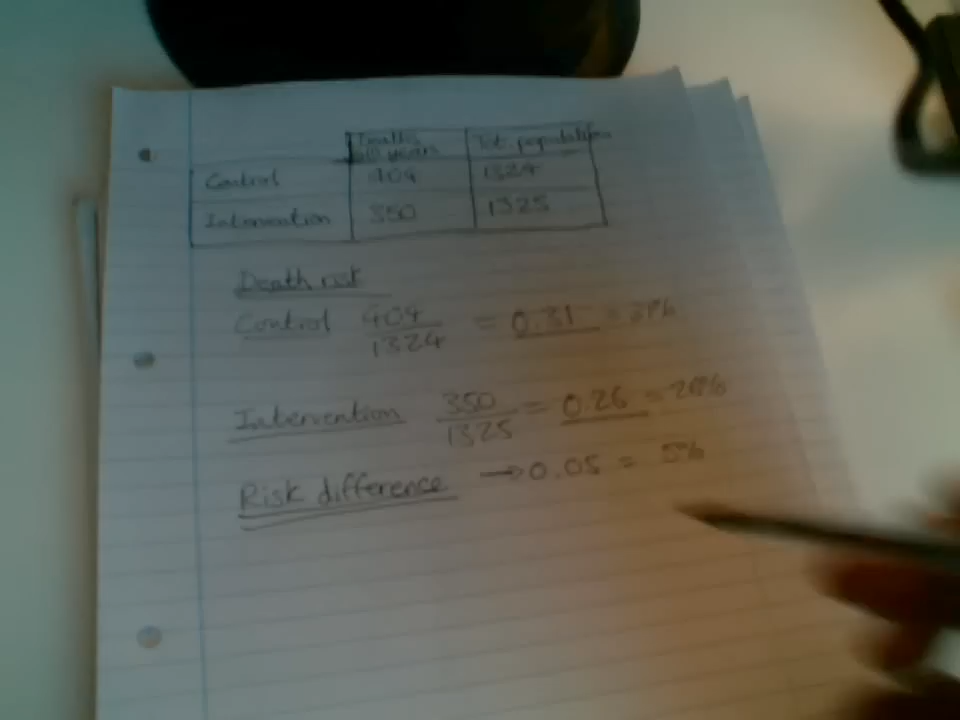 Deaths Tot. population
10 years
Control 404 1324
Intervention 350 1325
Death risk
Control 404/1324 = 0.31 = 31%
Intervention 350/1325 = 0.26 = 26%
Risk difference → 0.05 = 5%